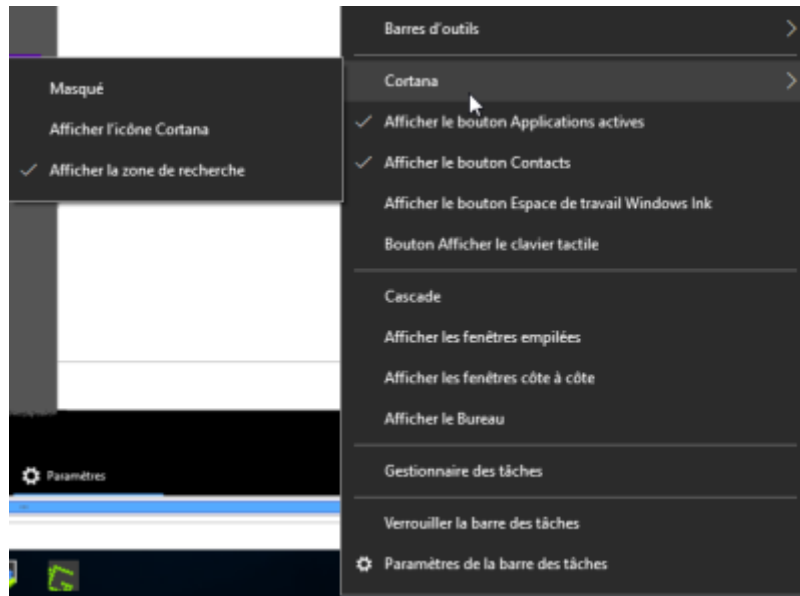 Barres d'outils
Cortana
Masqué
Afficher l'icône Cortana
Afficher la zone de recherche
Afficher le bouton Applications actives
Afficher le bouton Contacts
Afficher le bouton Espace de travail Windows Ink
Bouton Afficher le clavier tactile
Cascade
Afficher les fenêtres empilées
Afficher les fenêtres côte à côte
Afficher le Bureau
Gestionnaire des tâches
Verrouiller la barre des tâches
Paramètres de la barre des tâches
Paramètres